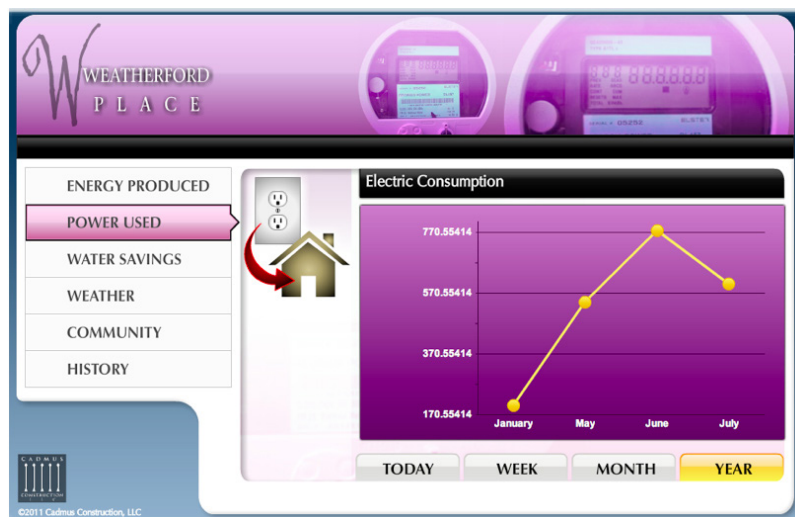 WEATHERFORD
PLACE
ENERGY PRODUCED
POWER USED
WATER SAVINGS
WEATHER
COMMUNITY
HISTORY
Electric Consumption
770.55414
570.55414
370.55414
170.55414
January May June July
TODAY WEEK MONTH YEAR
CADMUS
CONSTRUCTION
©2011 Cadmus Construction, LLC